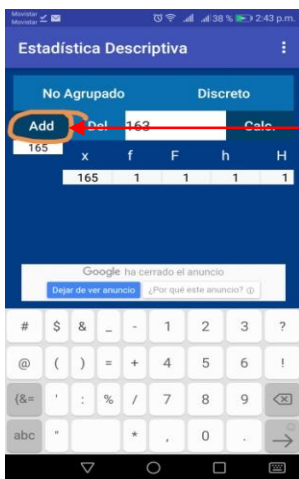 Movistar
Movistar 38 % 2:43 p.m.
Estadística Descriptiva
No Agrupado Discreto
Add Del 163 Calc.
165
x f F h H
165 1 1 1 1
Google ha cerrado el anuncio
Dejar de ver anuncio ¿Por qué este anuncio?
# $ & _ - 1 2 3 ?
@ ( ) = + 4 5 6 !
{&= ' : % / 7 8 9
abc " * , 0 .